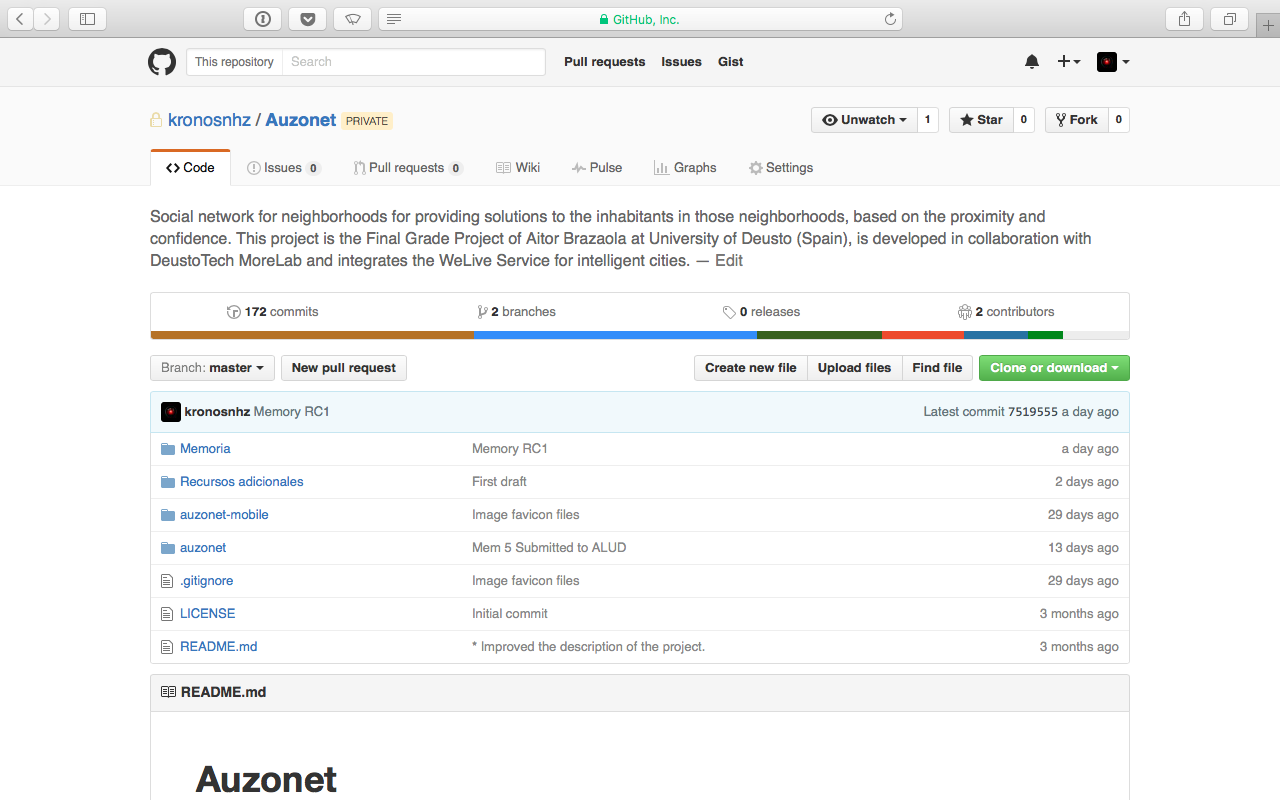 GitHub, Inc.
This repository Search Pull requests Issues Gist
kronosnhz / Auzonet PRIVATE Unwatch 1 Star 0 Fork 0
Code Issues 0 Pull requests 0 Wiki Pulse Graphs Settings
Social network for neighborhoods for providing solutions to the inhabitants in those neighborhoods, based on the proximity and
confidence. This project is the Final Grade Project of Aitor Brazaola at University of Deusto (Spain), is developed in collaboration with
DeustoTech MoreLab and integrates the WeLive Service for intelligent cities. — Edit
172 commits 2 branches 0 releases 2 contributors
Branch: master New pull request Create new file Upload files Find file Clone or download
kronosnhz Memory RC1 Latest commit 7519555 a day ago
Memoria Memory RC1 a day ago
Recursos adicionales First draft 2 days ago
auzonet-mobile Image favicon files 29 days ago
auzonet Mem 5 Submitted to ALUD 13 days ago
.gitignore Image favicon files 29 days ago
LICENSE Initial commit 3 months ago
README.md * Improved the description of the project. 3 months ago
README.md
Auzonet